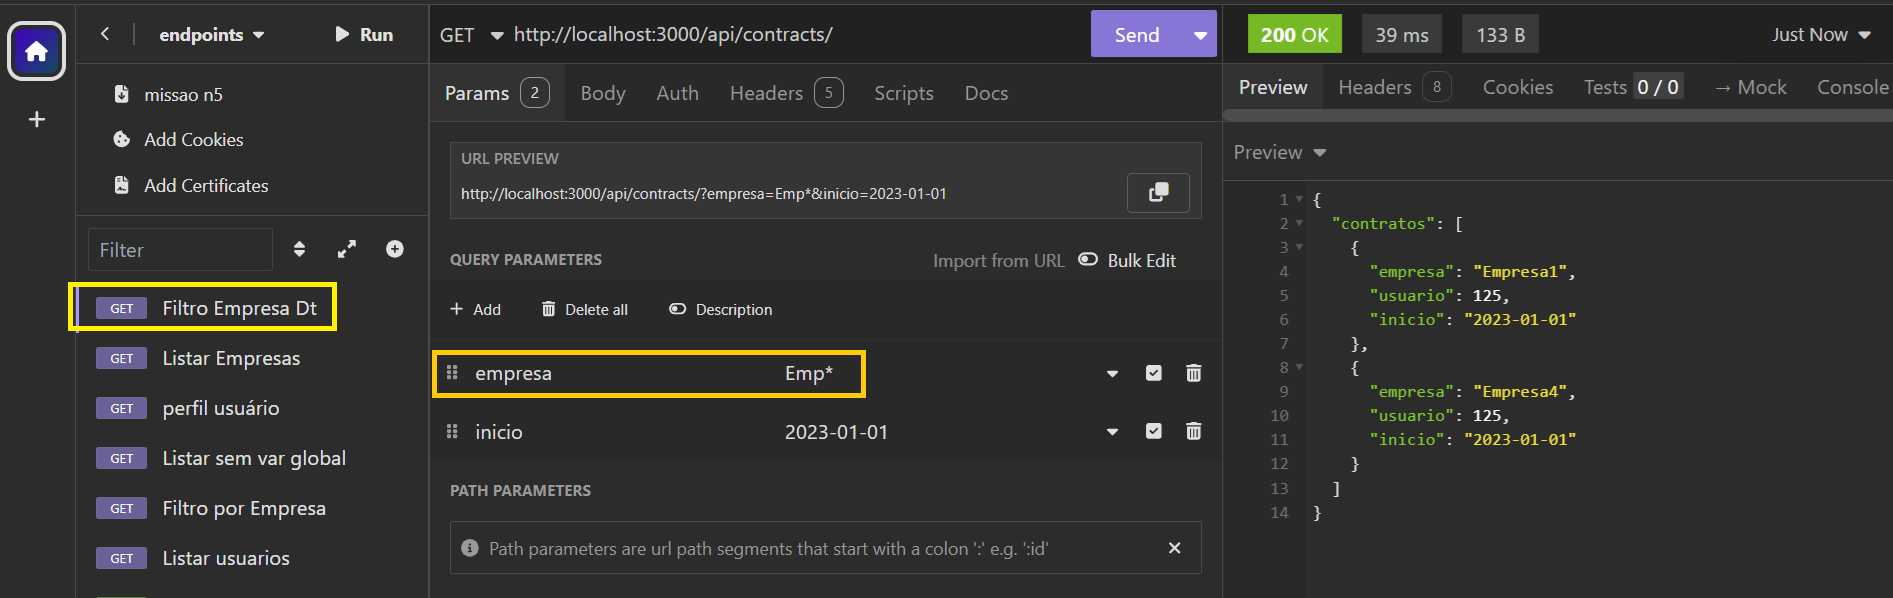 endpoints
Run
missao n5
Add Cookies
Add Certificates
Filter
GET Filtro Empresa Dt
GET Listar Empresas
GET perfil usuário
GET Listar sem var global
GET Filtro por Empresa
GET Listar usuarios
GET http://localhost:3000/api/contracts/
Send
Params 2 Body Auth Headers 5 Scripts Docs
URL PREVIEW
http://localhost:3000/api/contracts/?empresa=Emp*&inicio=2023-01-01
QUERY PARAMETERS
Import from URL Bulk Edit
Add Delete all Description
empresa Emp*
inicio 2023-01-01
PATH PARAMETERS
Path parameters are url path segments that start with a colon ':' e.g. ':id'
200 OK 39 ms 133 B Just Now
Preview Headers 8 Cookies Tests 0 / 0 → Mock Console
Preview
1 {
2 "contratos": [
3 {
4 "empresa": "Empresa1",
5 "usuario": 125,
6 "inicio": "2023-01-01"
7 },
8 {
9 "empresa": "Empresa4",
10 "usuario": 125,
11 "inicio": "2023-01-01"
12 }
13 ]
14 }